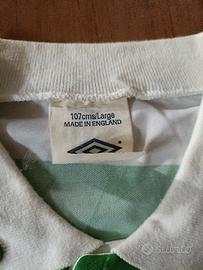 107cms/Large
MADE IN ENGLAND
subito